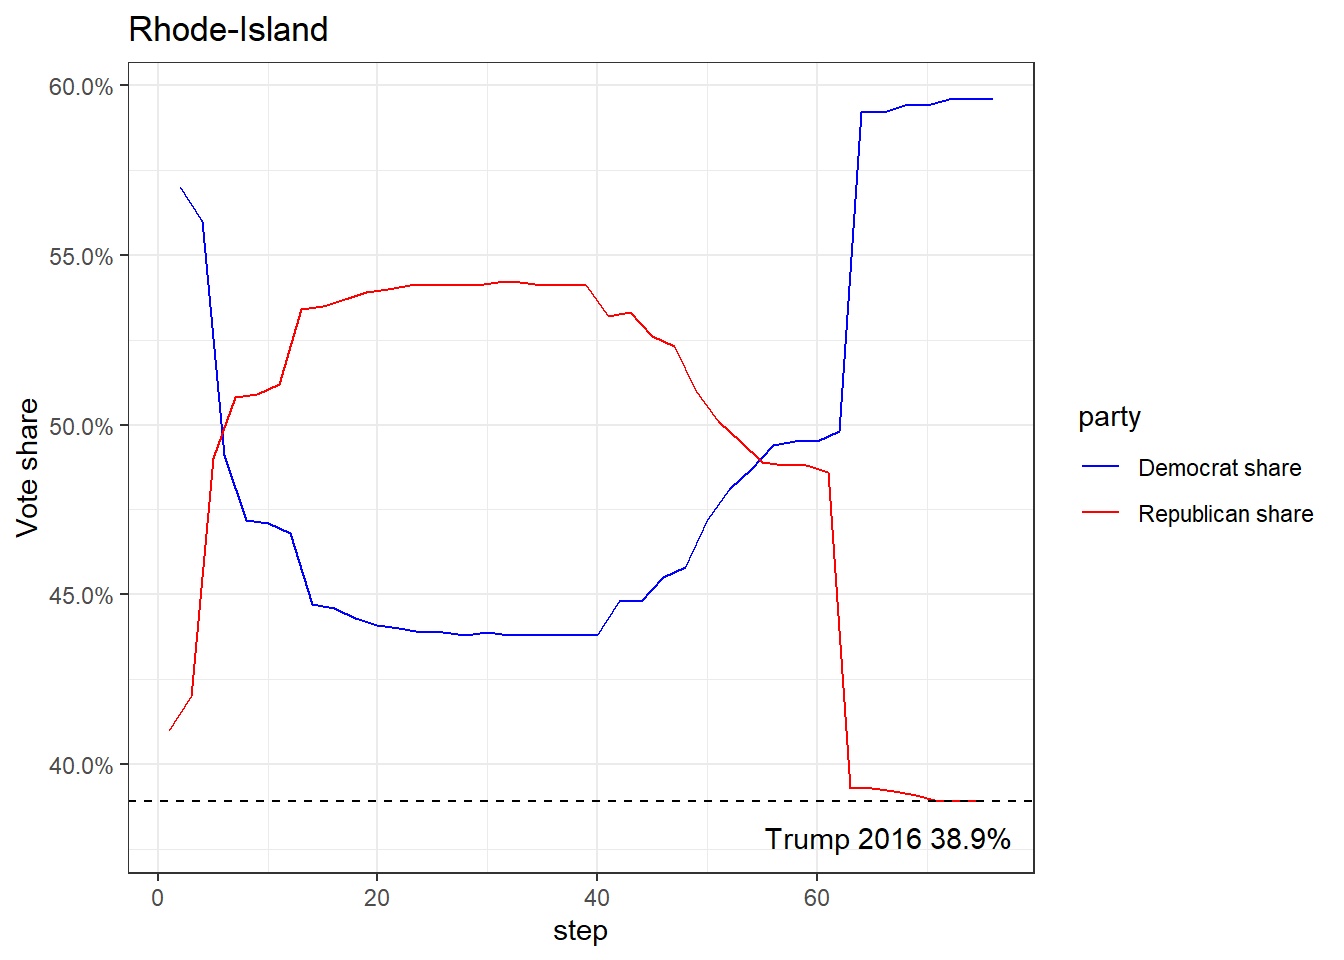 Rhode-Island
60.0%
55.0%
50.0%
45.0%
40.0%
Vote share
Trump 2016 38.9%
0
20
40
60
step
party
Democrat share
Republican share